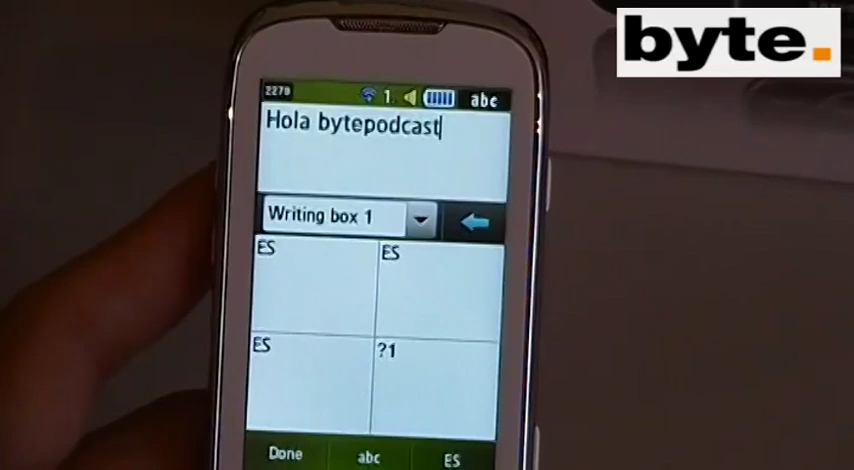 byte.
2279 1 abc
Hola bytepodcast
Writing box 1
ES ES
ES ?1
Done abc ES